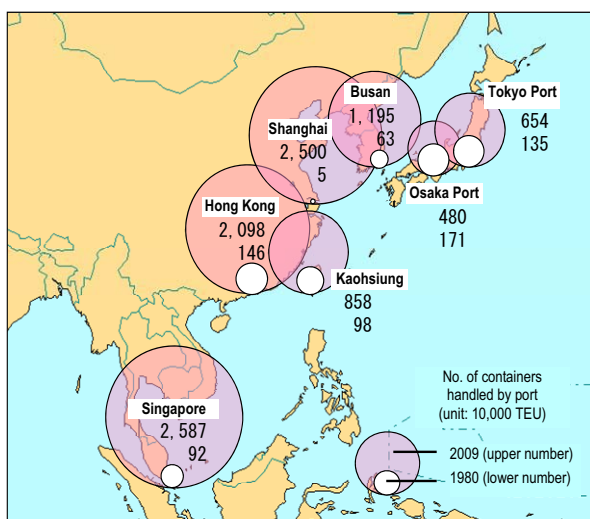 Busan
1,195
63
Tokyo Port
654
135
Shanghai
2,500
5
Osaka Port
480
171
Hong Kong
2,098
146
Kaohsiung
858
98
Singapore
2,587
92
No. of containers
handled by port
(unit: 10,000 TEU)
2009 (upper number)
1980 (lower number)